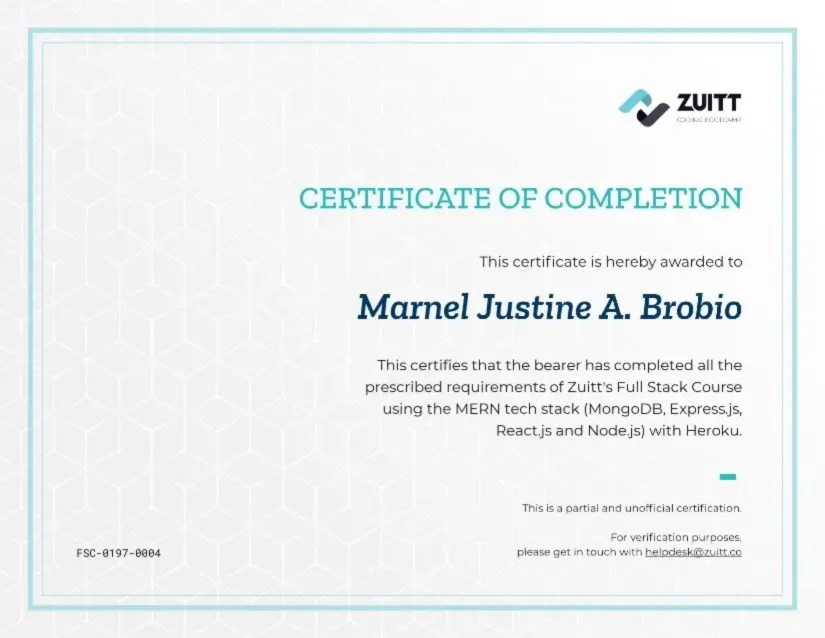 ZUITT
CODING BOOTCAMP
CERTIFICATE OF COMPLETION
This certificate is hereby awarded to
Marnel Justine A. Brobio
This certifies that the bearer has completed all the
prescribed requirements of Zuitt's Full Stack Course
using the MERN tech stack (MongoDB, Express.js,
React.js and Node.js) with Heroku.
This is a partial and unofficial certification.
For verification purposes,
please get in touch with helpdesk@zuitt.co
FSC-0197-0004